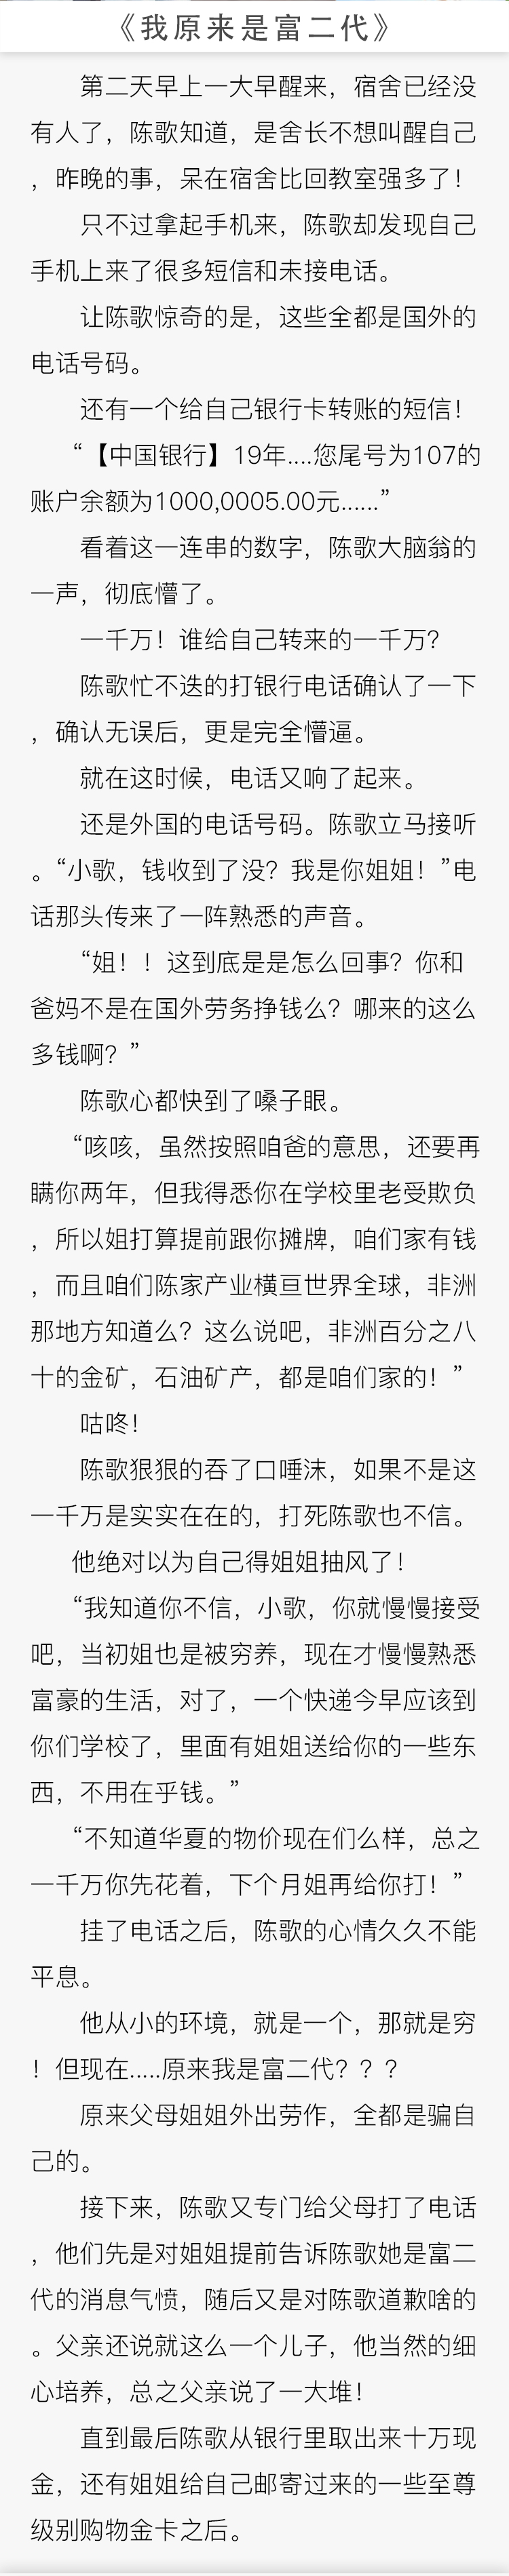 《我原来是富二代》
第二天早上一大早醒来，宿舍已经没
有人了，陈歌知道，是舍长不想叫醒自己
，昨晚的事，呆在宿舍比回教室强多了！
只不过拿起手机来，陈歌却发现自己
手机上来了很多短信和未接电话。
让陈歌惊奇的是，这些全都是国外的
电话号码。
还有一个给自己银行卡转账的短信！
“【中国银行】19年....您尾号为107的
账户余额为1000,0005.00元......”
看着这一连串的数字，陈歌大脑翁的
一声，彻底懵了。
一千万！谁给自己转来的一千万？
陈歌忙不迭的打银行电话确认了一下
，确认无误后，更是完全懵逼。
就在这时候，电话又响了起来。
还是外国的电话号码。陈歌立马接听
。“小歌，钱收到了没？我是你姐姐！”电
话那头传来了一阵熟悉的声音。
“姐！！这到底是是怎么回事？你和
爸妈不是在国外劳务挣钱么？哪来的这么
多钱啊？”
陈歌心都快到了嗓子眼。
“咳咳，虽然按照咱爸的意思，还要再
瞒你两年，但我得悉你在学校里老受欺负
，所以姐打算提前跟你摊牌，咱们家有钱
，而且咱们陈家产业横亘世界全球，非洲
那地方知道么？这么说吧，非洲百分之八
十的金矿，石油矿产，都是咱们家的！”
咕咚！
陈歌狠狠的吞了口唾沫，如果不是这
一千万是实实在在的，打死陈歌也不信。
他绝对以为自己得姐姐抽风了！
“我知道你不信，小歌，你就慢慢接受
吧，当初姐也是被穷养，现在才慢慢熟悉
富豪的生活，对了，一个快递今早应该到
你们学校了，里面有姐姐送给你的一些东
西，不用在乎钱。”
“不知道华夏的物价现在们么样，总之
一千万你先花着，下个月姐再给你打！”
挂了电话之后，陈歌的心情久久不能
平息。
他从小的环境，就是一个，那就是穷
！但现在.....原来我是富二代？？？
原来父母姐姐外出劳作，全都是骗自
己的。
接下来，陈歌又专门给父母打了电话
，他们先是对姐姐提前告诉陈歌她是富二
代的消息气愤，随后又是对陈歌道歉啥的
。父亲还说就这么一个儿子，他当然的细
心培养，总之父亲说了一大堆！
直到最后陈歌从银行里取出来十万现
金，还有姐姐给自己邮寄过来的一些至尊
级别购物金卡之后。